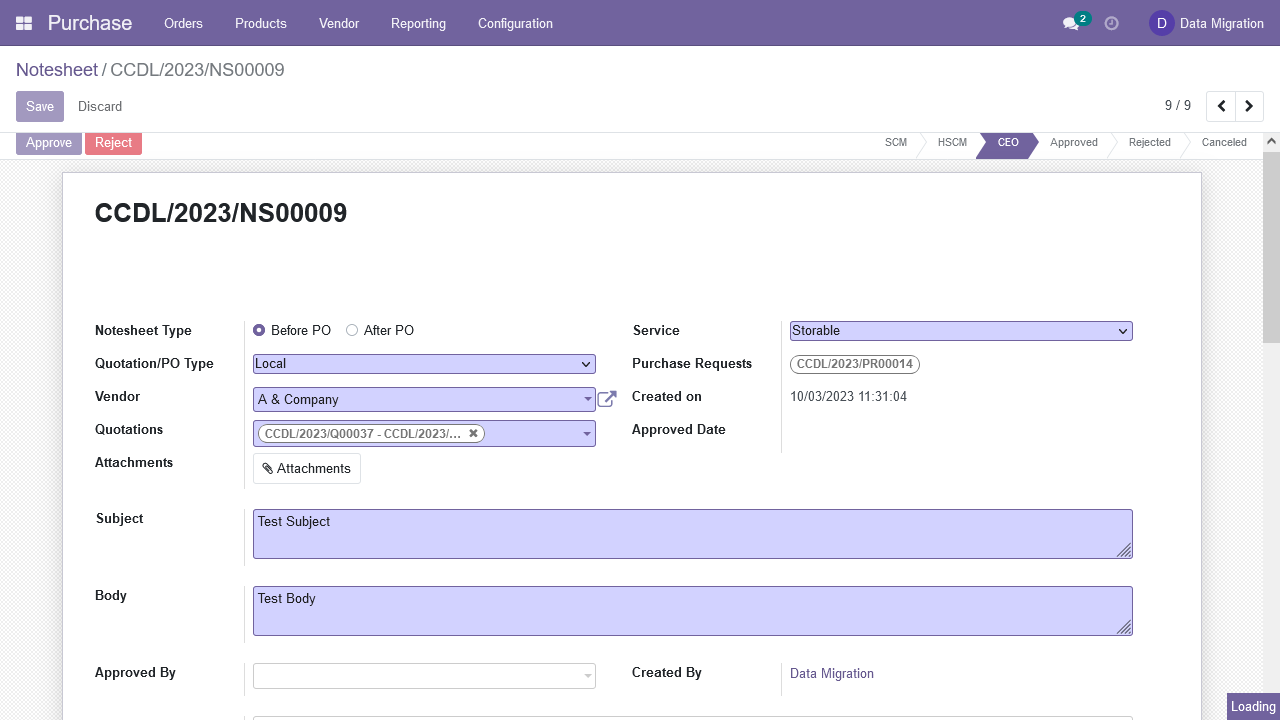 Purchase Orders Products Vendor Reporting Configuration 2 D Data Migration
Notesheet / CCDL/2023/NS00009
Save Discard 9 / 9
Approve Reject SCM HSCM CEO Approved Rejected Canceled
CCDL/2023/NS00009
Notesheet Type Before PO After PO Service Storable
Quotation/PO Type Local Purchase Requests CCDL/2023/PR00014
Vendor A & Company Created on 10/03/2023 11:31:04
Quotations CCDL/2023/Q00037 - CCDL/2023/... Approved Date
Attachments Attachments
Subject Test Subject
Body Test Body
Approved By Created By Data Migration
Loading